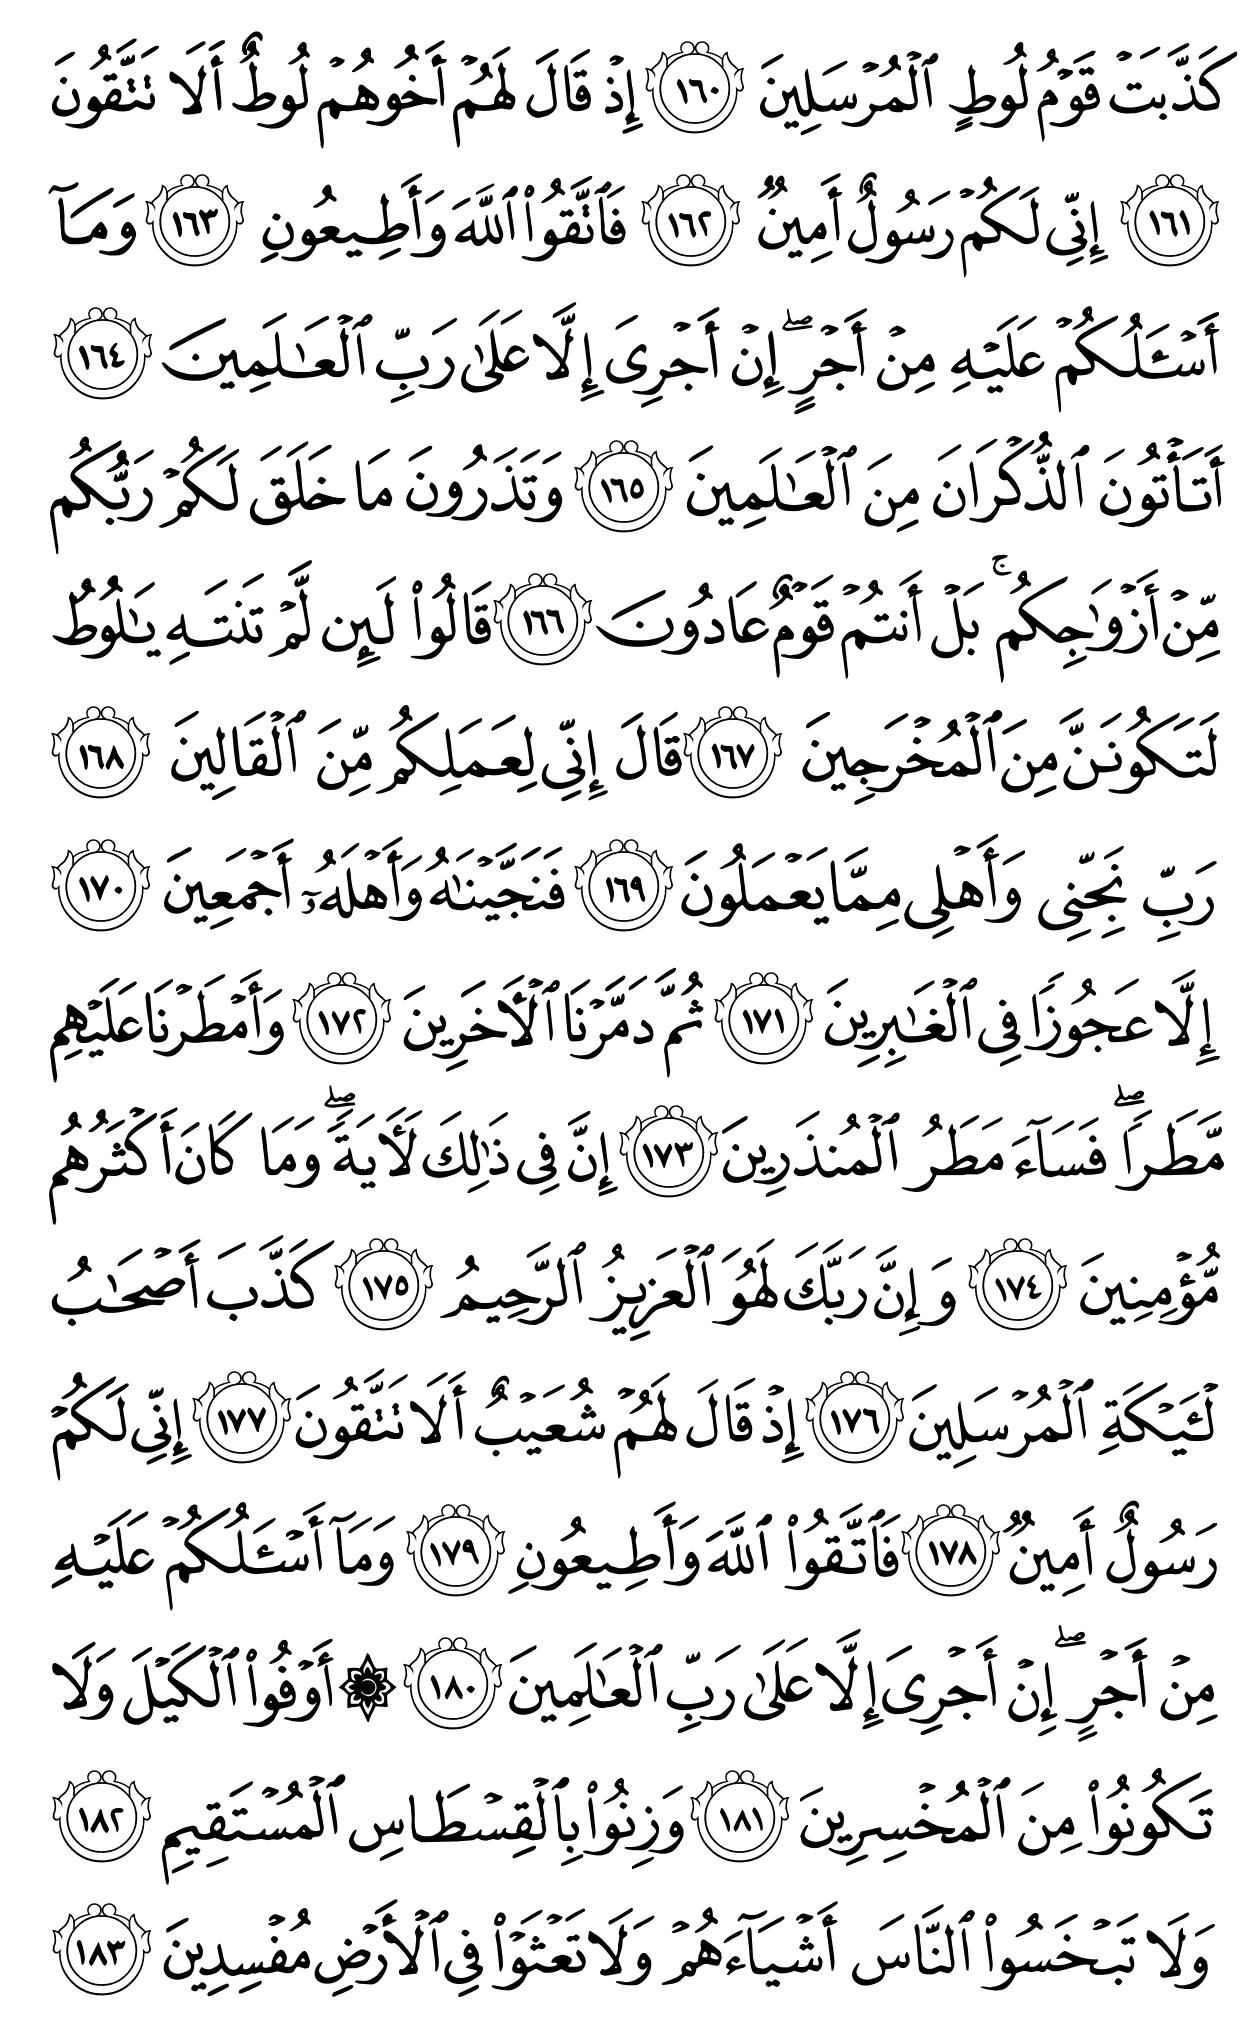 كَذَّبَتۡ قَوۡمُ لُوطٍ ٱلۡمُرۡسَلِينَ ١٦٠ إِذۡ قَالَ لَهُمۡ أَخُوهُمۡ لُوطٌ أَلَا تَتَّقُونَ
١٦١ إِنِّي لَكُمۡ رَسُولٌ أَمِينٞ ١٦٢ فَٱتَّقُواْ ٱللَّهَ وَأَطِيعُونِ ١٦٣ وَمَآ
أَسۡـَٔلُكُمۡ عَلَيۡهِ مِنۡ أَجۡرٍۖ إِنۡ أَجۡرِيَ إِلَّا عَلَىٰ رَبِّ ٱلۡعَٰلَمِينَ ١٦٤
أَتَأۡتُونَ ٱلذُّكۡرَانَ مِنَ ٱلۡعَٰلَمِينَ ١٦٥ وَتَذَرُونَ مَا خَلَقَ لَكُمۡ رَبُّكُم
مِّنۡ أَزۡوَٰجِكُمۚ بَلۡ أَنتُمۡ قَوۡمٌ عَادُونَ ١٦٦ قَالُواْ لَئِن لَّمۡ تَنتَهِ يَٰلُوطُ
لَتَكُونَنَّ مِنَ ٱلۡمُخۡرَجِينَ ١٦٧ قَالَ إِنِّي لِعَمَلِكُم مِّنَ ٱلۡقَالِينَ ١٦٨
رَبِّ نَجِّنِي وَأَهۡلِي مِمَّا يَعۡمَلُونَ ١٦٩ فَنَجَّيۡنَٰهُ وَأَهۡلَهُۥٓ أَجۡمَعِينَ ١٧٠
إِلَّا عَجُوزٗا فِي ٱلۡغَٰبِرِينَ ١٧١ ثُمَّ دَمَّرۡنَا ٱلۡأٓخَرِينَ ١٧٢ وَأَمۡطَرۡنَا عَلَيۡهِم
مَّطَرٗاۖ فَسَآءَ مَطَرُ ٱلۡمُنذَرِينَ ١٧٣ إِنَّ فِي ذَٰلِكَ لَأٓيَةٗۖ وَمَا كَانَ أَكۡثَرُهُم
مُّؤۡمِنِينَ ١٧٤ وَإِنَّ رَبَّكَ لَهُوَ ٱلۡعَزِيزُ ٱلرَّحِيمُ ١٧٥ كَذَّبَ أَصۡحَٰبُ
لۡـَٔيۡكَةِ ٱلۡمُرۡسَلِينَ ١٧٦ إِذۡ قَالَ لَهُمۡ شُعَيۡبٌ أَلَا تَتَّقُونَ ١٧٧ إِنِّي لَكُمۡ
رَسُولٌ أَمِينٞ ١٧٨ فَٱتَّقُواْ ٱللَّهَ وَأَطِيعُونِ ١٧٩ وَمَآ أَسۡـَٔلُكُمۡ عَلَيۡهِ
مِنۡ أَجۡرٍۖ إِنۡ أَجۡرِيَ إِلَّا عَلَىٰ رَبِّ ٱلۡعَٰلَمِينَ ١٨٠ ۞ أَوۡفُواْ ٱلۡكَيۡلَ وَلَا
تَكُونُواْ مِنَ ٱلۡمُخۡسِرِينَ ١٨١ وَزِنُواْ بِٱلۡقِسۡطَاسِ ٱلۡمُسۡتَقِيمِ ١٨٢
وَلَا تَبۡخَسُواْ ٱلنَّاسَ أَشۡيَآءَهُمۡ وَلَا تَعۡثَوۡاْ فِي ٱلۡأَرۡضِ مُفۡسِدِينَ ١٨٣